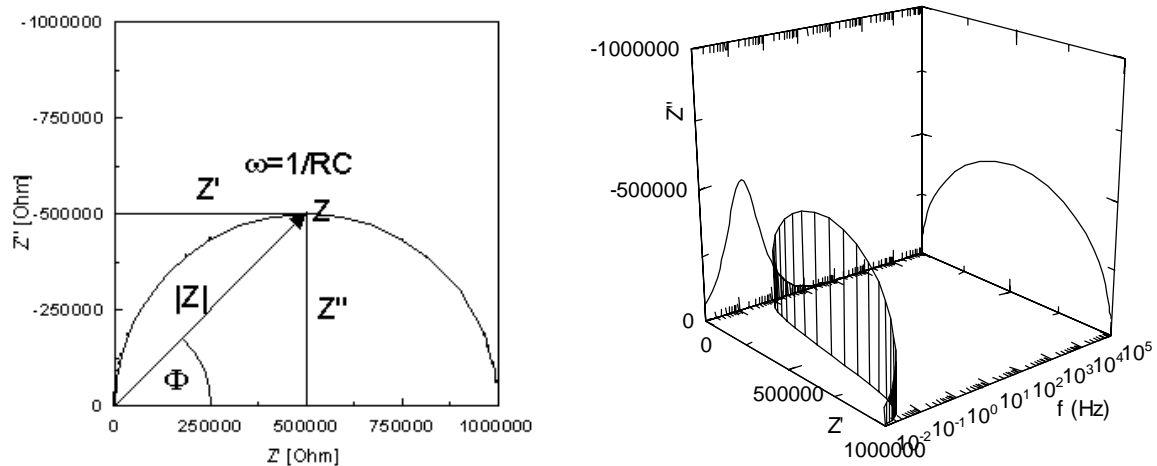 -1000000
-750000
-500000
-250000
0
Z'' [Ohm]
ω=1/RC
Z'
Z
|Z|
Z''
Φ
0 250000 500000 750000 1000000
Z' [Ohm]
-1000000
Z''
-500000
0
0
500000
Z'
1000000
10⁻² 10⁻¹ 10⁰ 10¹ 10² 10³ 10⁴ 10⁵
f (Hz)